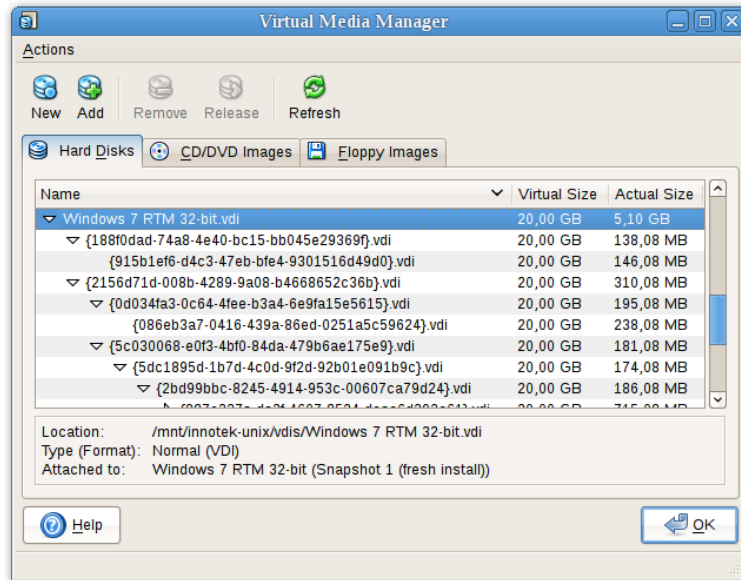 Virtual Media Manager
Actions
New Add Remove Release Refresh
Hard Disks CD/DVD Images Floppy Images
Name Virtual Size Actual Size
Windows 7 RTM 32-bit.vdi 20,00 GB 5,10 GB
{188f0dad-74a8-4e40-bc15-bb045e29369f}.vdi 20,00 GB 138,08 MB
{915b1ef6-d4c3-47eb-bfe4-9301516d49d0}.vdi 20,00 GB 146,08 MB
{2156d71d-008b-4289-9a08-b4668652c36b}.vdi 20,00 GB 310,08 MB
{0d034fa3-0c64-4fee-b3a4-6e9fa15e5615}.vdi 20,00 GB 195,08 MB
{086eb3a7-0416-439a-86ed-0251a5c59624}.vdi 20,00 GB 238,08 MB
{5c030068-e0f3-4bf0-84da-479b6ae175e9}.vdi 20,00 GB 181,08 MB
{5dc1895d-1b7d-4c0d-9f2d-92b01e091b9c}.vdi 20,00 GB 174,08 MB
{2bd99bbc-8245-4914-953c-00607ca79d24}.vdi 20,00 GB 186,08 MB
20,00 GB 715,08 MB
Location: /mnt/innotek-unix/vdis/Windows 7 RTM 32-bit.vdi
Type (Format): Normal (VDI)
Attached to: Windows 7 RTM 32-bit (Snapshot 1 (fresh install))
Help OK